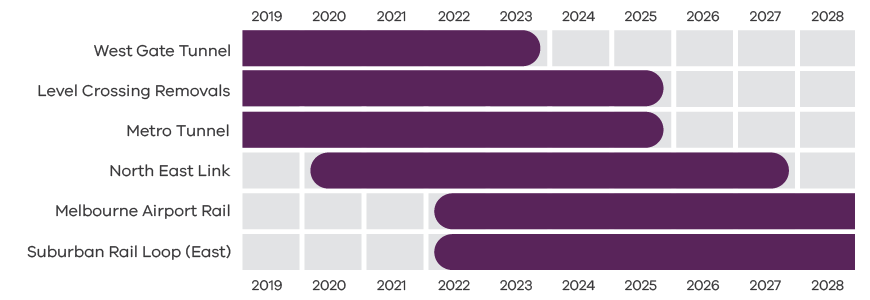 2019 2020 2021 2022 2023 2024 2025 2026 2027 2028
West Gate Tunnel
Level Crossing Removals
Metro Tunnel
North East Link
Melbourne Airport Rail
Suburban Rail Loop (East)
2019 2020 2021 2022 2023 2024 2025 2026 2027 2028